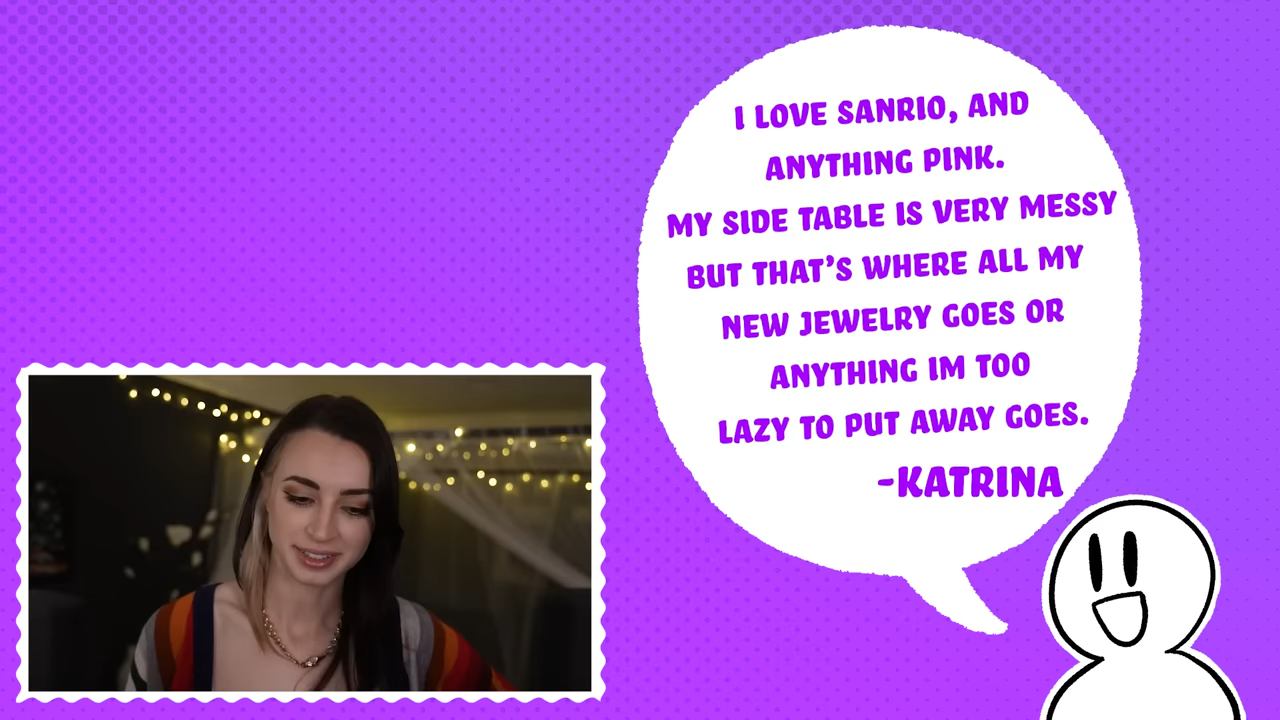 I LOVE SANRIO, AND
ANYTHING PINK.
MY SIDE TABLE IS VERY MESSY
BUT THAT'S WHERE ALL MY
NEW JEWELRY GOES OR
ANYTHING IM TOO
LAZY TO PUT AWAY GOES.
-KATRINA